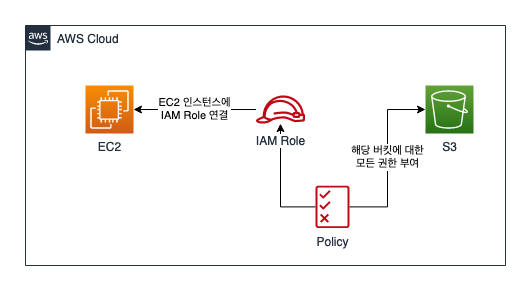 aws
AWS Cloud
EC2 인스턴스에
IAM Role 연결
EC2
IAM Role
해당 버킷에 대한
모든 권한 부여
S3
Policy